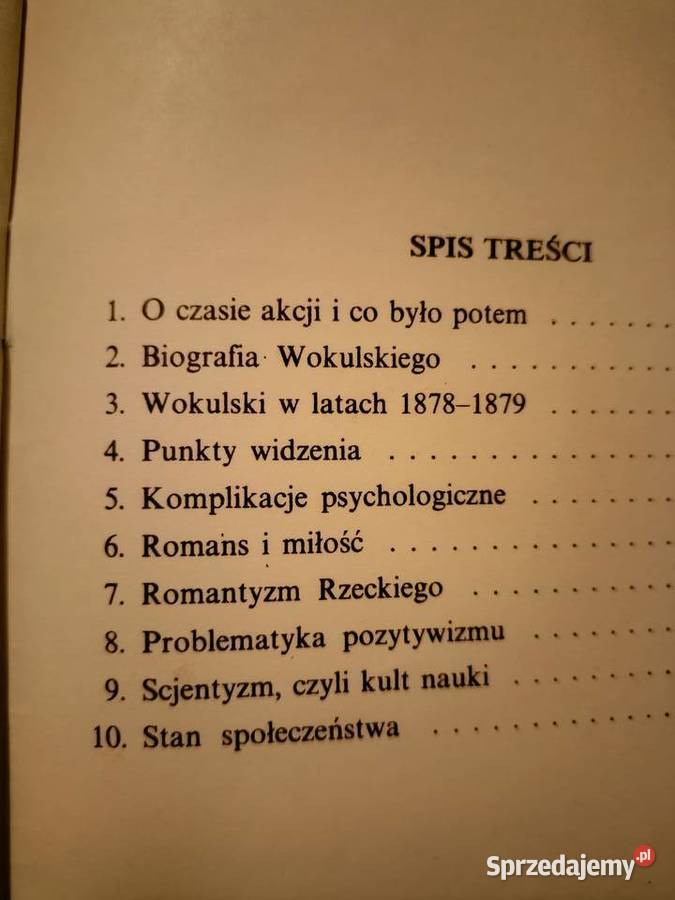 SPIS TREŚCI
1. O czasie akcji i co było potem . . . . . . .
2. Biografia Wokulskiego . . . . . . . . . . .
3. Wokulski w latach 1878–1879 . . . . . . .
4. Punkty widzenia . . . . . . . . . . . . . . .
5. Komplikacje psychologiczne . . . . . . . .
6. Romans i miłość . . . . . . . . . . . . . . .
7. Romantyzm Rzeckiego . . . . . . . . . . .
8. Problematyka pozytywizmu . . . . . . . .
9. Scjentyzm, czyli kult nauki . . . . . . . . .
10. Stan społeczeństwa . . . . . . . . . . . . .
Sprzedajemy.pl